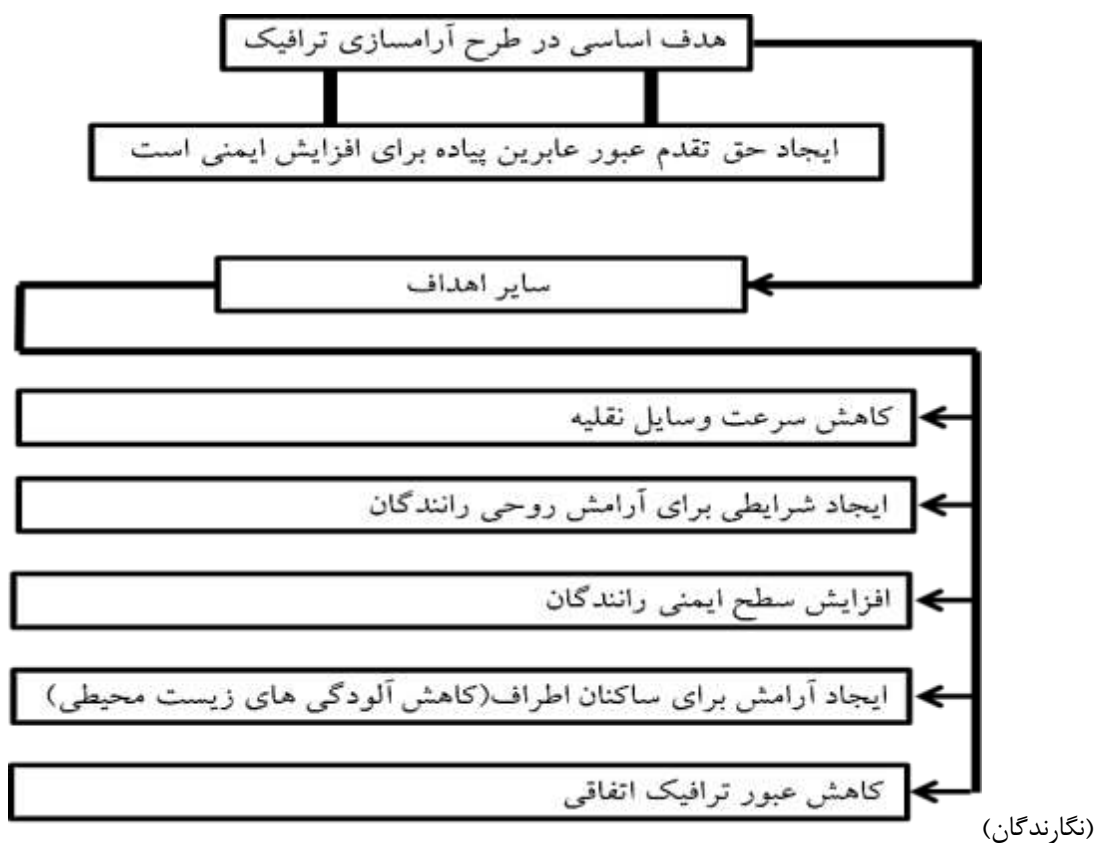 هدف اساسی در طرح آرامسازی ترافیک
ایجاد حق تقدم عبور عابرین پیاده برای افزایش ایمنی است
سایر اهداف
کاهش سرعت وسایل نقلیه
ایجاد شرایطی برای آرامش روحی رانندگان
افزایش سطح ایمنی رانندگان
ایجاد آرامش برای ساکنان اطراف(کاهش آلودگی های زیست محیطی)
کاهش عبور ترافیک اتفاقی
(نگارندگان)